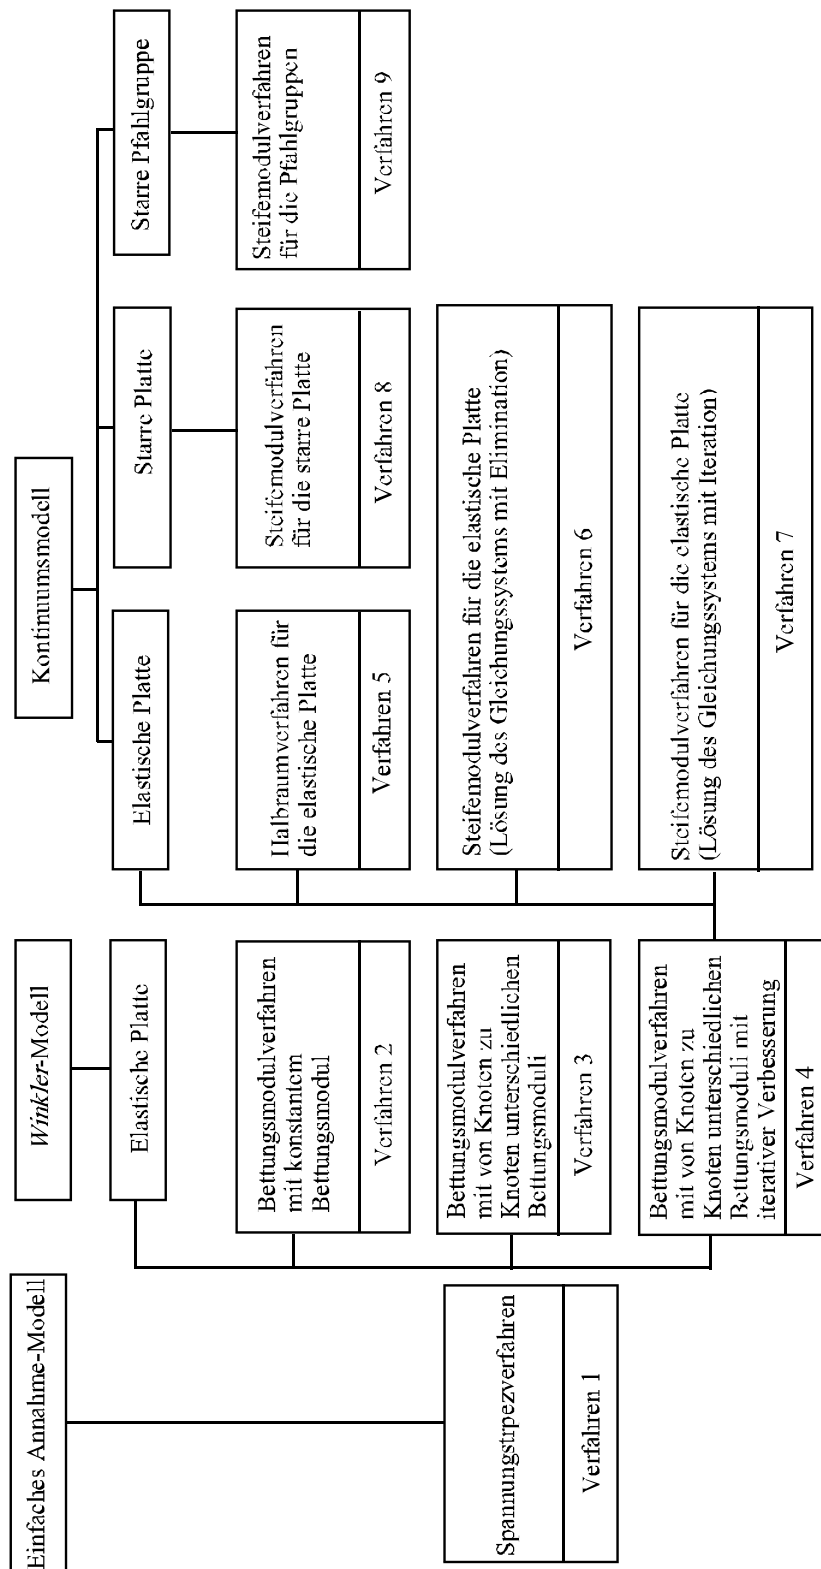 Einfaches Annahme-Modell
Spannungstrpezverfahren
Verfahren 1
Winkler-Modell
Elastische Platte
Bettungsmodulverfahren
mit konstantem
Bettungsmodul
Verfahren 2
Bettungsmodulverfahren
mit von Knoten zu
Knoten unterschiedlichen
Bettungsmoduli
Verfahren 3
Bettungsmodulverfahren
mit von Knoten zu
Knoten unterschiedlichen
Bettungsmoduli mit
iterativer Verbesserung
Verfahren 4
Kontinuumsmodell
Elastische Platte
Halbraumverfahren für
die elastische Platte
Verfahren 5
Steifemodulverfahren für die elastische Platte
(Lösung des Gleichungssystems mit Elimination)
Verfahren 6
Steifemodulverfahren für die elastische Platte
(Lösung des Gleichungssystems mit Iteration)
Verfahren 7
Starre Platte
Steifemodulverfahren
für die starre Platte
Verfahren 8
Starre Pfahlgruppe
Steifemodulverfahren
für die Pfahlgruppen
Verfahren 9